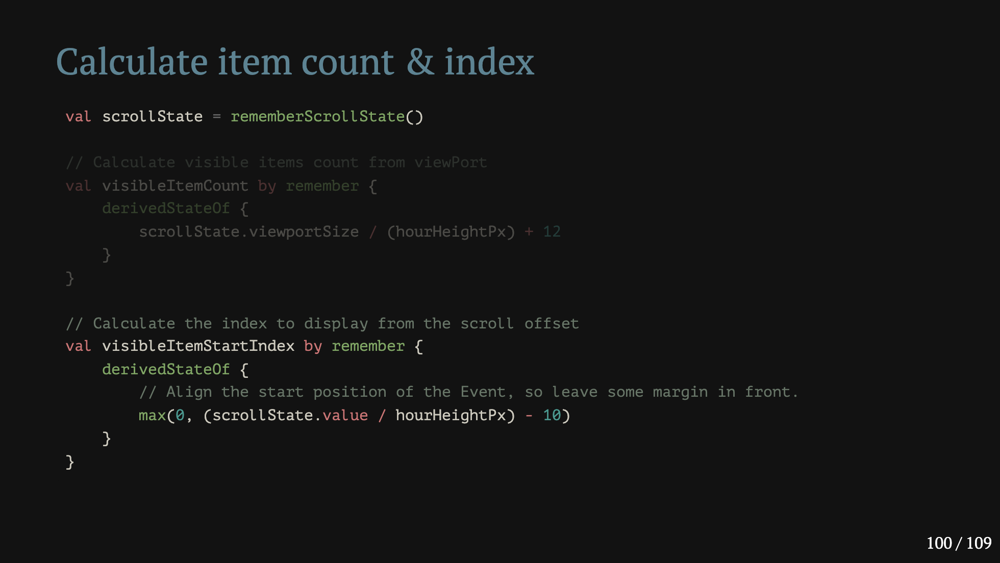 Calculate item count & index
val scrollState = rememberScrollState()
// Calculate visible items count from viewPort
val visibleItemCount by remember {
    derivedStateOf {
        scrollState.viewportSize / (hourHeightPx) + 12
    }
}
// Calculate the index to display from the scroll offset
val visibleItemStartIndex by remember {
    derivedStateOf {
        // Align the start position of the Event, so leave some margin in front.
        max(0, (scrollState.value / hourHeightPx) - 10)
    }
}
100 / 109